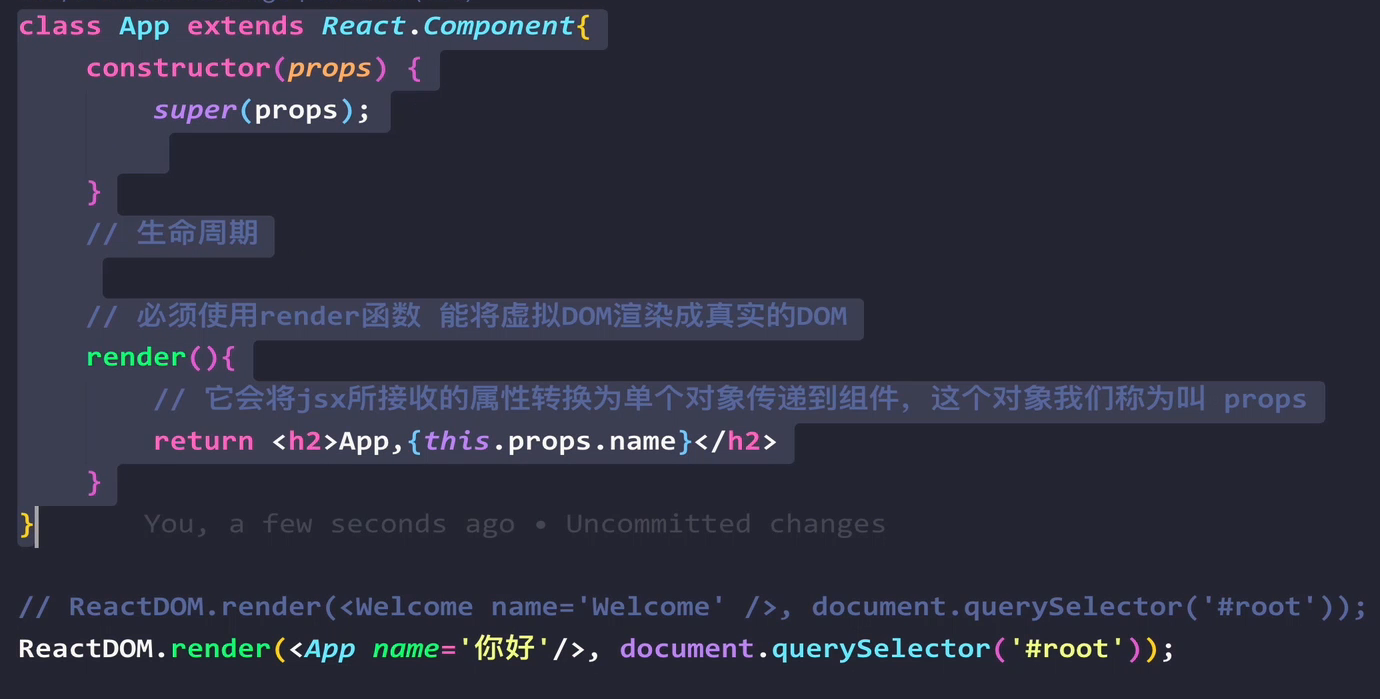 class App extends React.Component{
constructor(props) {
super(props);
}
// 生命周期
// 必须使用render函数 能将虚拟DOM渲染成真实的DOM
render(){
// 它会将jsx所接收的属性转换为单个对象传递到组件，这个对象我们称为叫 props
return <h2>App,{this.props.name}</h2>
}
} You, a few seconds ago • Uncommitted changes
// ReactDOM.render(<Welcome name='Welcome' />, document.querySelector('#root'));
ReactDOM.render(<App name='你好'/>, document.querySelector('#root'));